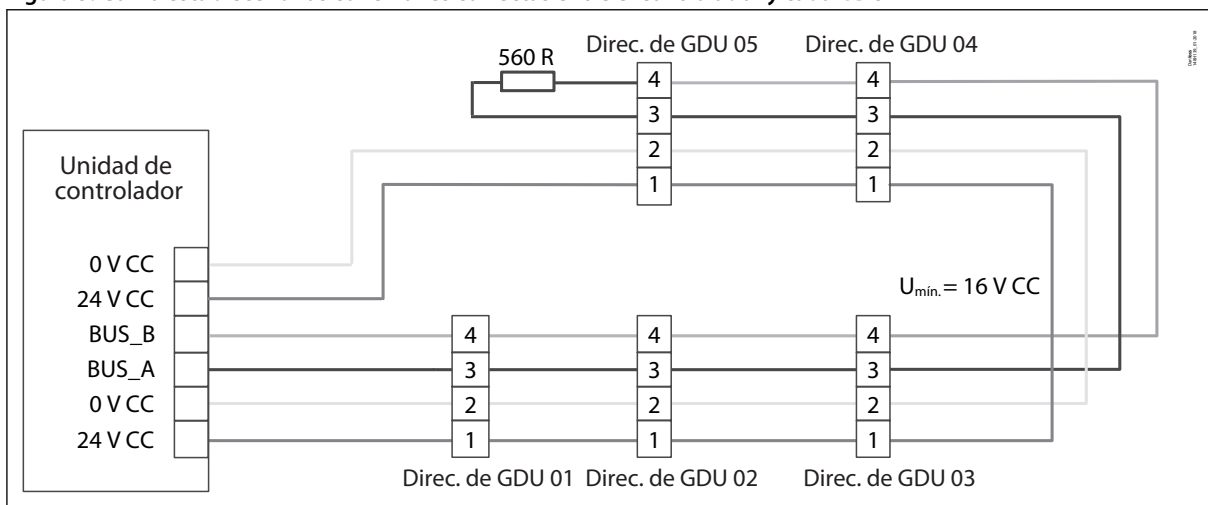 Direc. de GDU 05
Direc. de GDU 04
560 R
4
4
3
3
2
2
1
1
Unidad de
controlador
0 V CC
24 V CC
BUS_B
BUS_A
0 V CC
24 V CC
Umín.= 16 V CC
4
4
4
3
3
3
2
2
2
1
1
1
Direc. de GDU 01
Direc. de GDU 02
Direc. de GDU 03